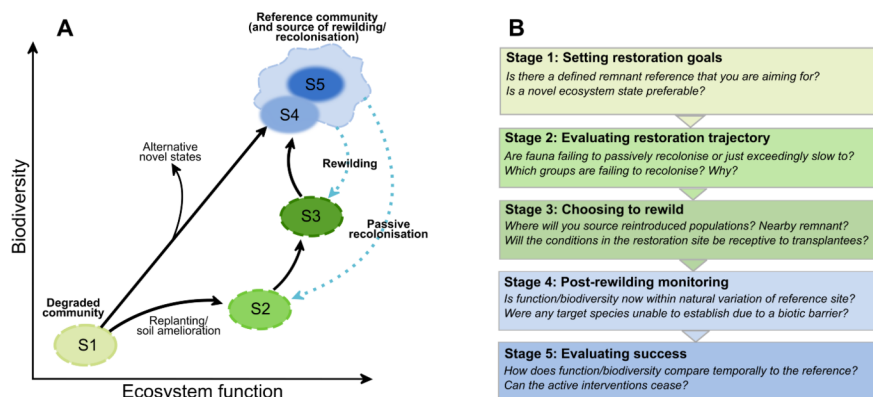 A
Reference community
(and source of rewilding/
recolonisation)
S5
S4
Alternative
novel states
Rewilding
S3
Passive
recolonisation
Degraded
community
S2
Replanting/
soil amelioration
S1
Biodiversity
Ecosystem function
B
Stage 1: Setting restoration goals
Is there a defined remnant reference that you are aiming for?
Is a novel ecosystem state preferable?
Stage 2: Evaluating restoration trajectory
Are fauna failing to passively recolonise or just exceedingly slow to?
Which groups are failing to recolonise? Why?
Stage 3: Choosing to rewild
Where will you source reintroduced populations? Nearby remnant?
Will the conditions in the restoration site be receptive to transplantees?
Stage 4: Post-rewilding monitoring
Is function/biodiversity now within natural variation of reference site?
Were any target species unable to establish due to a biotic barrier?
Stage 5: Evaluating success
How does function/biodiversity compare temporally to the reference?
Can the active interventions cease?